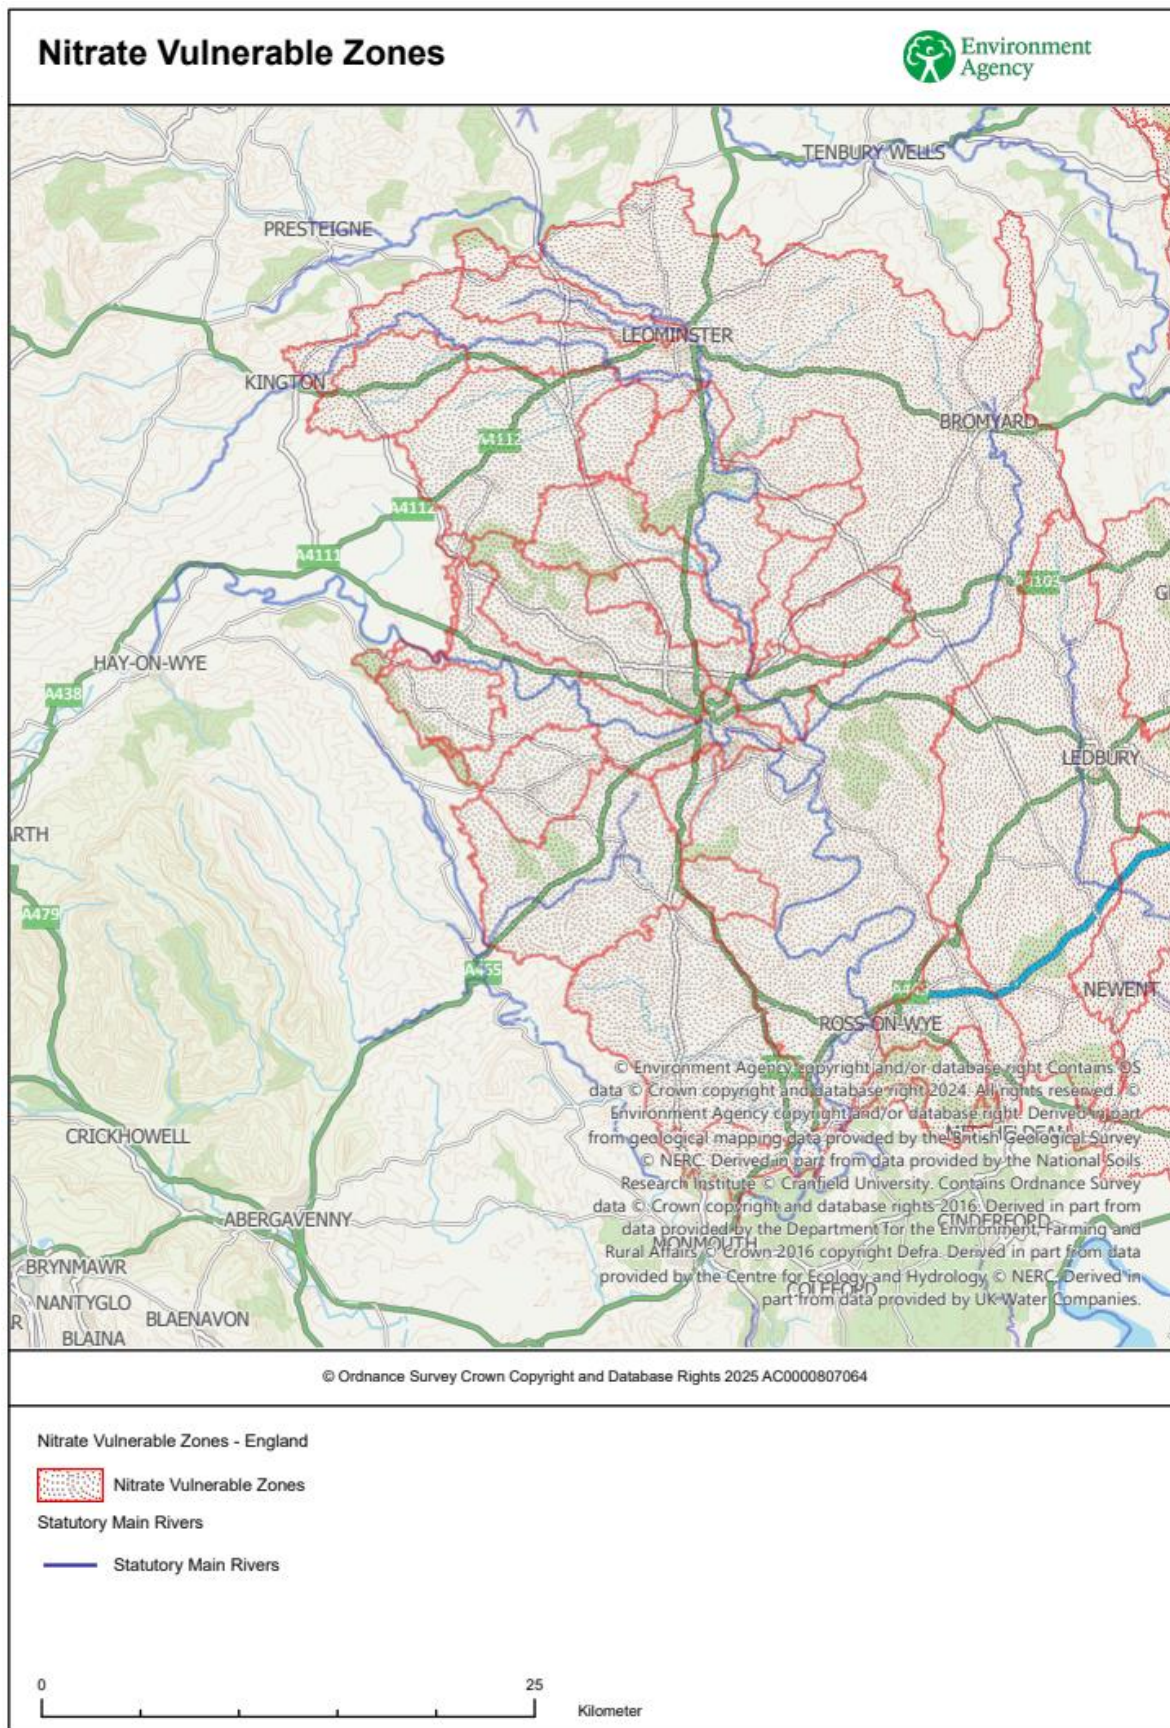 Nitrate Vulnerable Zones
Environment
Agency
TENBURY WELLS
PRESTEIGNE
LEOMINSTER
KINGTON
BROMYARD
A4112
A4112
A4111
HAY-ON-WYE
A438
LEDBURY
ARTH
A479
A465
NEWENT
ROSS-ON-WYE
© Environment Agency copyright and/or database right Contains OS
data © Crown copyright and database right 2024. All rights reserved. ©
Environment Agency copyright and/or database right. Derived in part
from geological mapping data provided by the British Geological Survey
© NERC. Derived in part from data provided by the National Soils
Research Institute © Cranfield University. Contains Ordnance Survey
data © Crown copyright and database rights 2016. Derived in part from
data provided by the Department for the Environment, Farming and
Rural Affairs © Crown 2016 copyright Defra. Derived in part from data
provided by the Centre for Ecology and Hydrology © NERC. Derived in
part from data provided by UK Water Companies.
CRICKHOWELL
ABERGAVENNY
CINDERFORD
MONMOUTH
BRYNMAWR
COLEFORD
NANTYGLO
BLAENAVON
BLAINA
© Ordnance Survey Crown Copyright and Database Rights 2025 AC0000807064
Nitrate Vulnerable Zones - England
Nitrate Vulnerable Zones
Statutory Main Rivers
Statutory Main Rivers
0 25
Kilometer